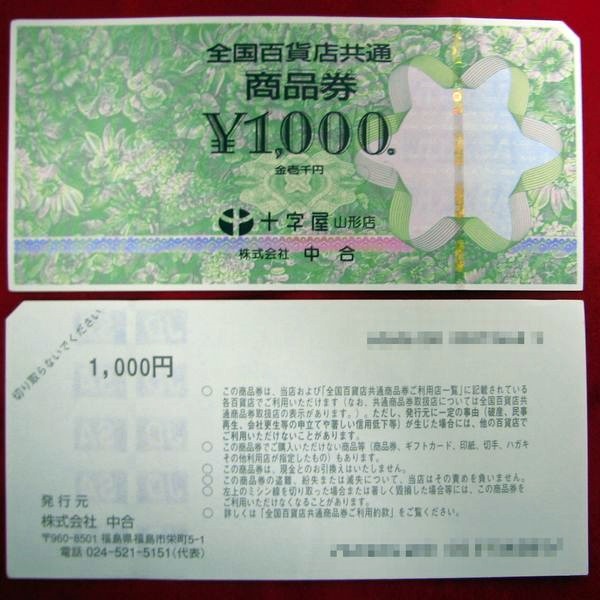 全国百貨店共通
商品券
¥1,000
金壱千円
十字屋 山形店
株式会社 中合
切り取らないでください
1,000円
○ この商品券は、当店および「全国百貨店共通商品券ご利用店一覧」に記載されている
各百貨店でご利用いただけます（なお、共通商品券取扱店については全国百貨店共
通商品券取扱店の表示があります。）。ただし、発行元に一定の事由（破産、民事
再生、会社更生等の申立てや著しい信用低下等）が生じた場合には、他の百貨店で
ご利用いただけないことがあります。
○ この商品券でご購入いただけない商品等（商品券、ギフトカード、印紙、切手、ハガキ
その他利用店が指定したもの）もあります。
○ この商品券は、現金とのお引換えはいたしません。
○ この商品券の盗難、紛失または滅失について、当店はその責めを負いません。
○ 左上のミシン線を切り取った場合または著しく毀損した場合等には、この商品券を
ご利用いただけなくなることがあります。
○ 詳しくは「全国百貨店共通商品券ご利用約款」をご覧ください。
発行元
株式会社 中合
〒960-8501 福島県福島市栄町5-1
電話 024-521-5151（代表）